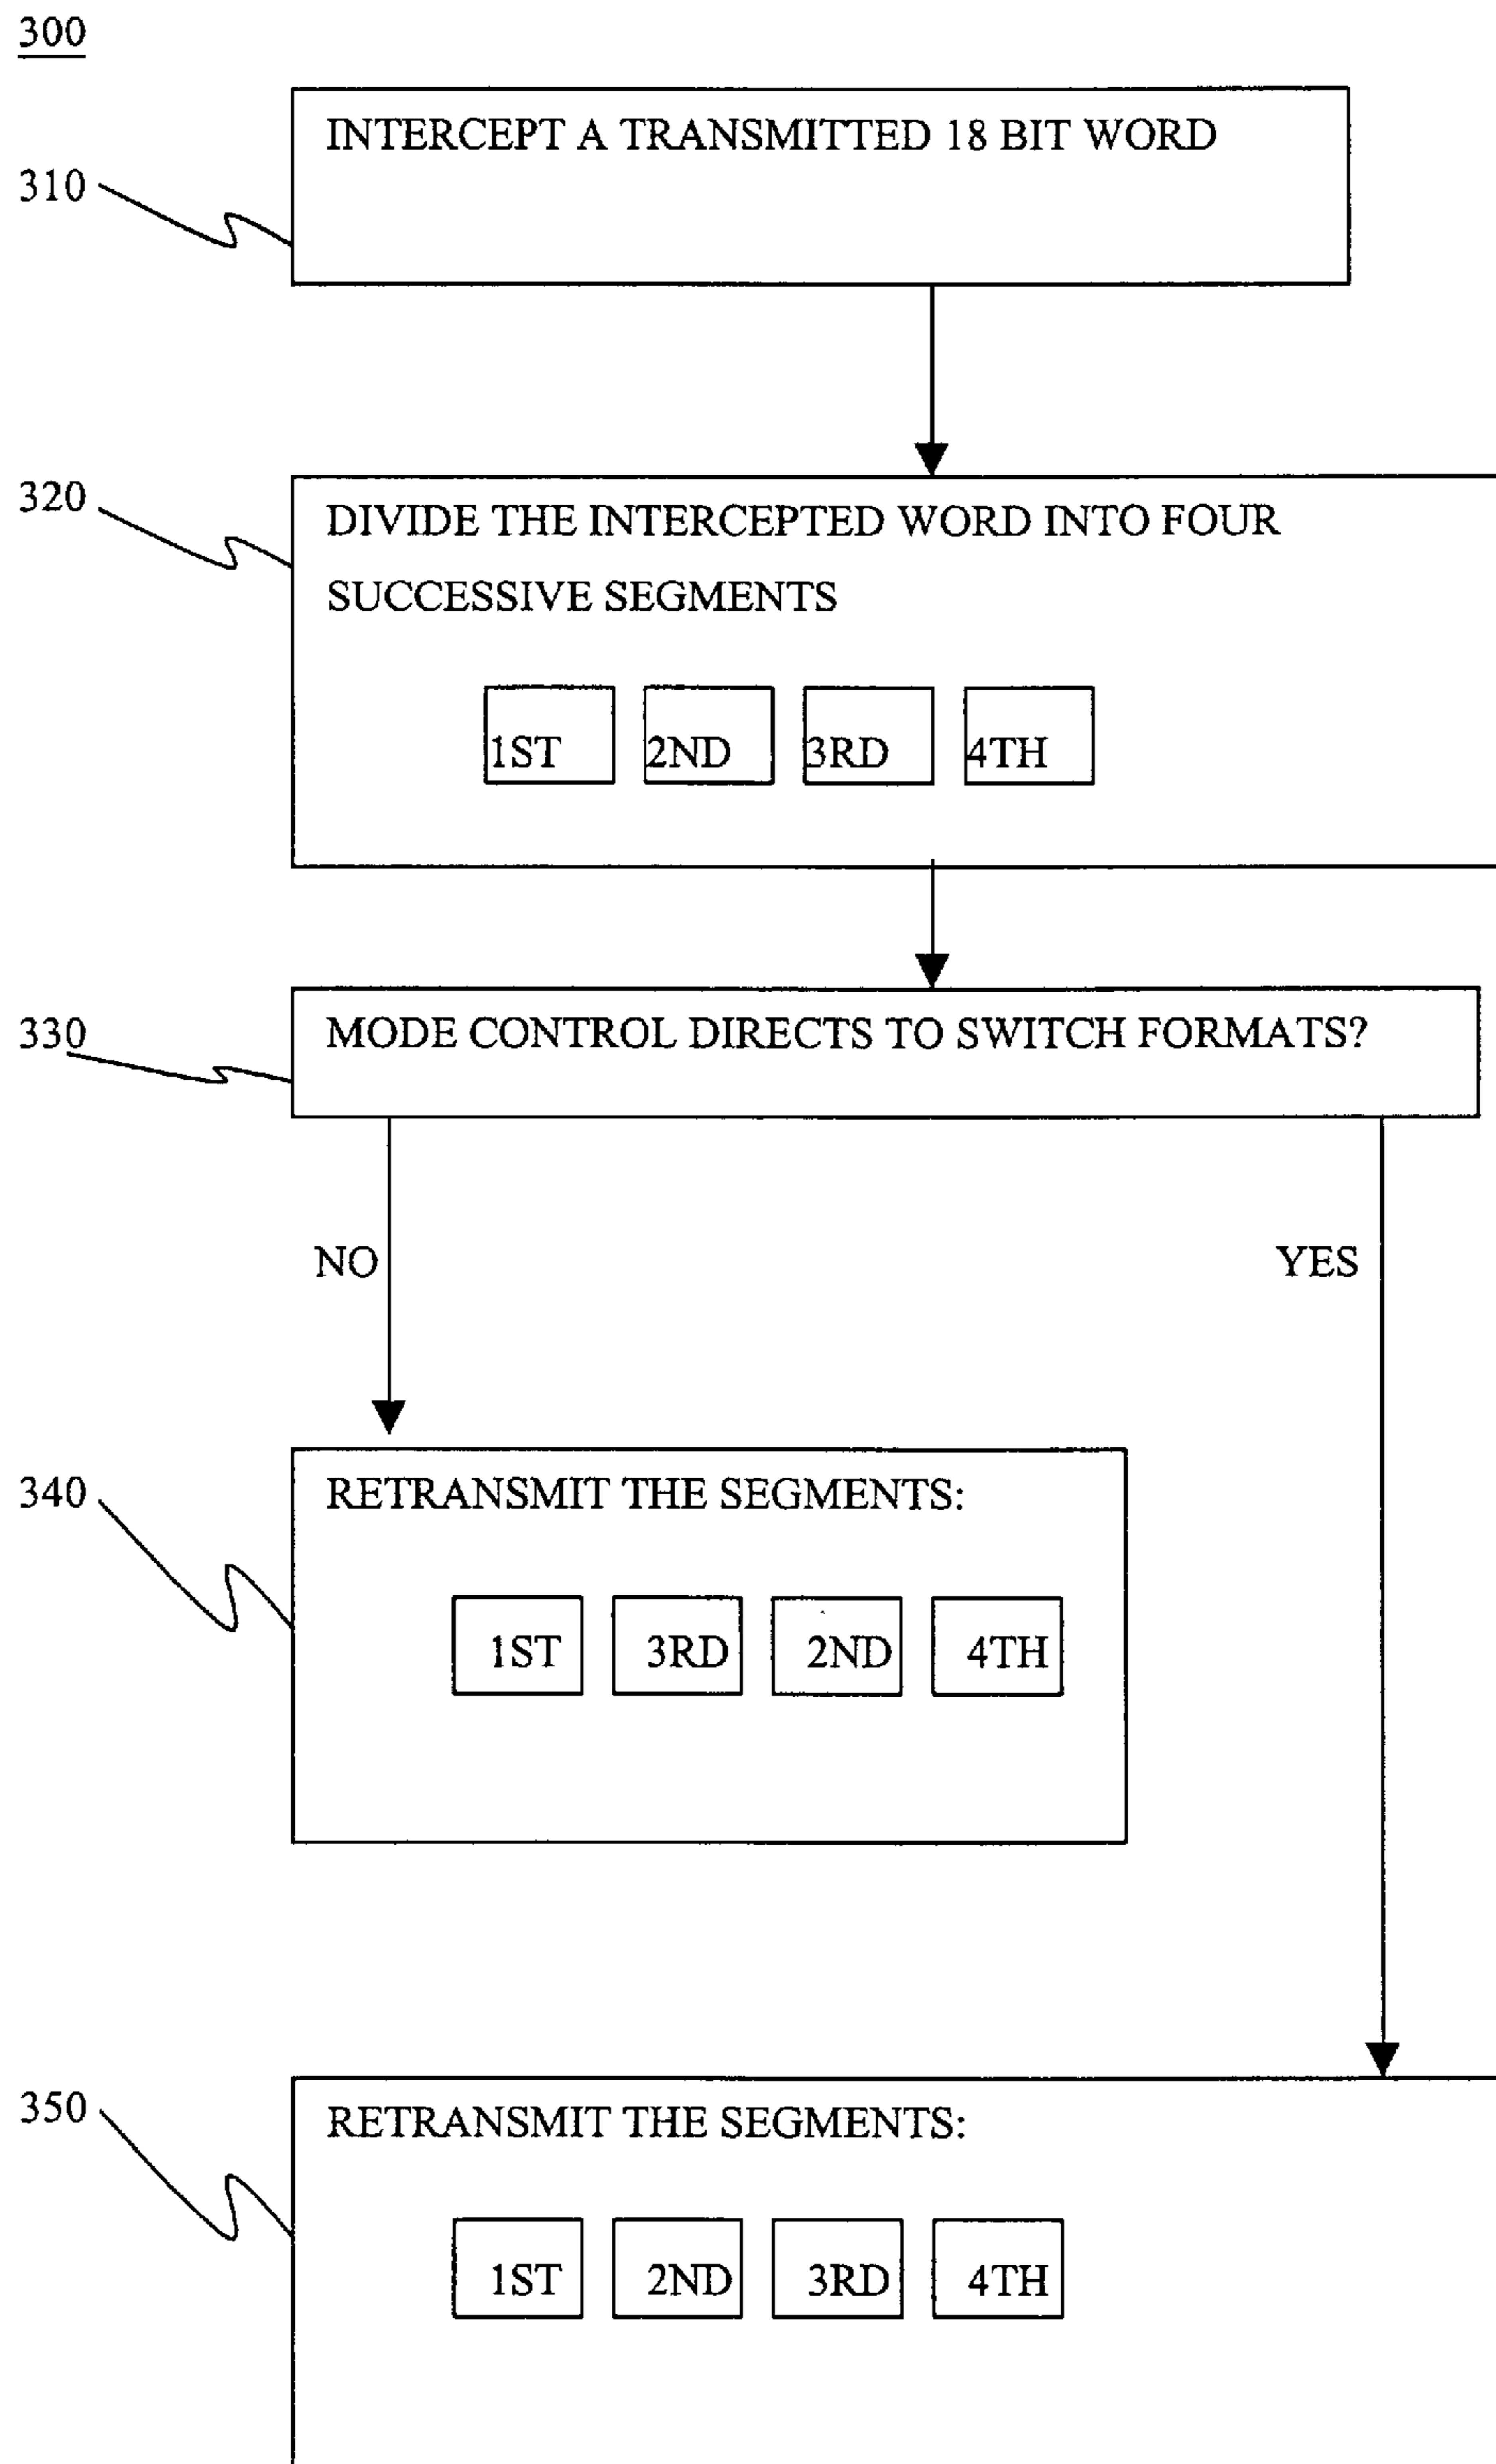 300
310
INTERCEPT A TRANSMITTED 18 BIT WORD
320
DIVIDE THE INTERCEPTED WORD INTO FOUR
SUCCESSIVE SEGMENTS
1ST 2ND 3RD 4TH
330
MODE CONTROL DIRECTS TO SWITCH FORMATS?
NO YES
340
RETRANSMIT THE SEGMENTS:
1ST 3RD 2ND 4TH
350
RETRANSMIT THE SEGMENTS:
1ST 2ND 3RD 4TH